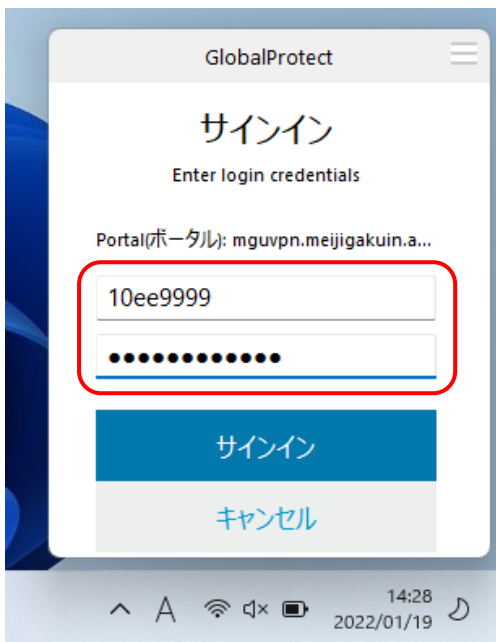 GlobalProtect
サインイン
Enter login credentials
Portal(ポータル): mguvpn.meijigakuin.a...
10ee9999
●●●●●●●●●●●●
サインイン
キャンセル
A
14:28
2022/01/19